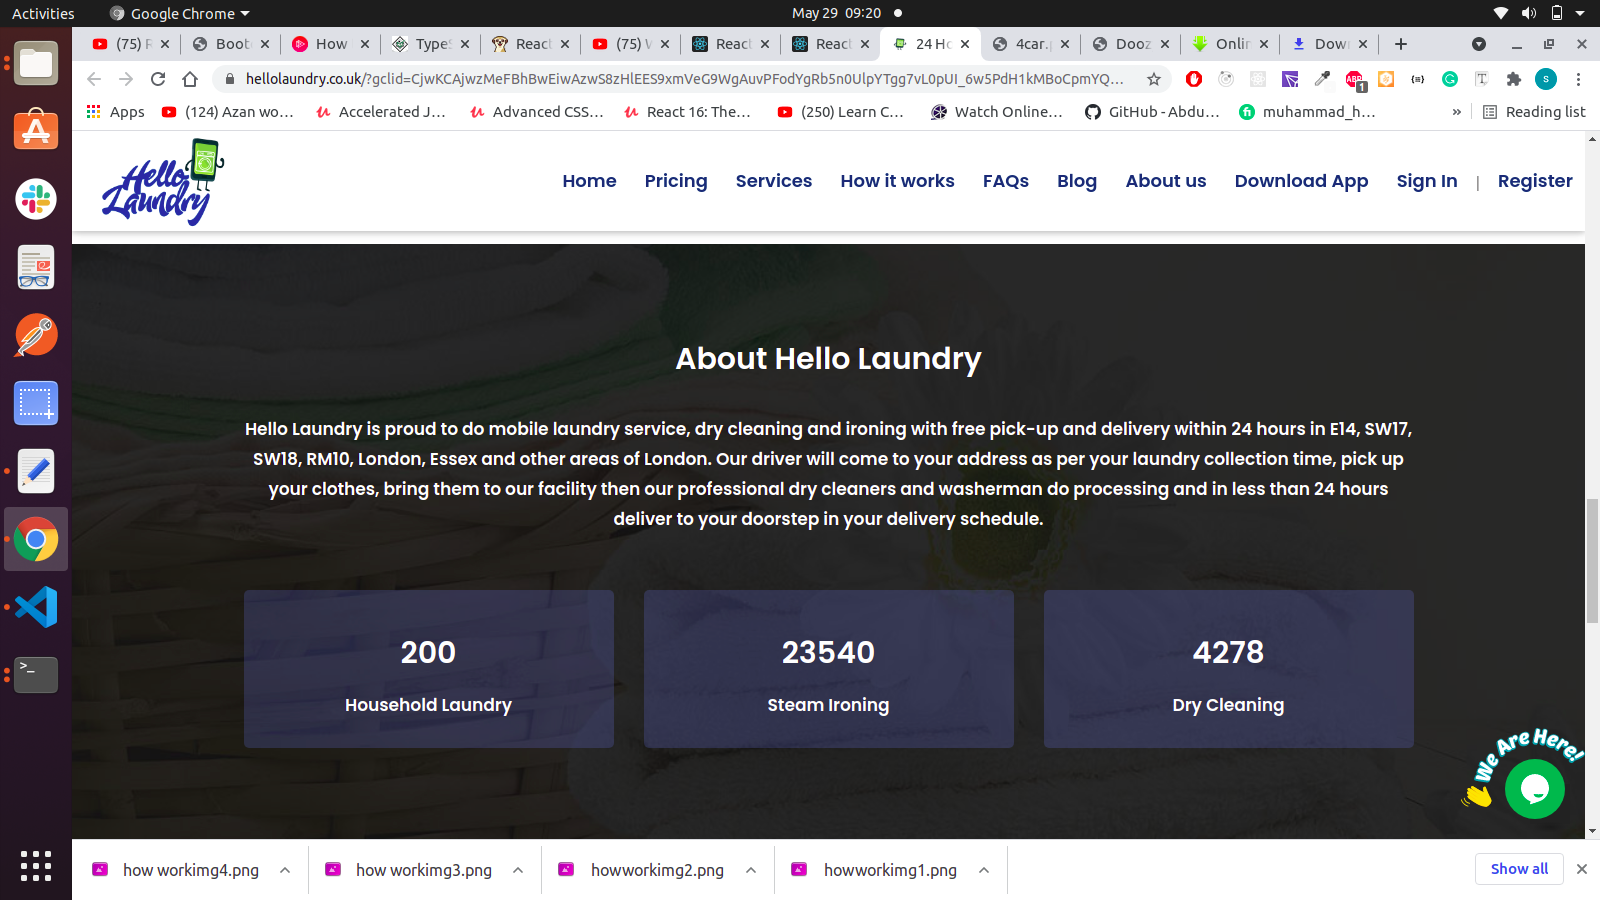 Activities
Google Chrome
May 29 09:20
(75) R
Boot
How
TypeS
React
(75) W
React
React
24 Ho
4car.
Dooz
Onlin
Down
hellolaundry.co.uk/?gclid=CjwKCAjwzMeFBhBwEiwAzwS8zHlEES9xmVeG9WgAuvPFodYgRb5n0UlpYTgg7vL0pUI_6w5PdH1kMBoCpmYQ...
ABP
1
S
Apps
(124) Azan wo...
Accelerated J...
Advanced CSS...
React 16: The...
(250) Learn C...
Watch Online...
GitHub - Abdu...
muhammad_h...
»
Reading list
Hello Laundry
Home
Pricing
Services
How it works
FAQs
Blog
About us
Download App
Sign In
|
Register
About Hello Laundry
Hello Laundry is proud to do mobile laundry service, dry cleaning and ironing with free pick-up and delivery within 24 hours in E14, SW17,
SW18, RM10, London, Essex and other areas of London. Our driver will come to your address as per your laundry collection time, pick up
your clothes, bring them to our facility then our professional dry cleaners and washerman do processing and in less than 24 hours
deliver to your doorstep in your delivery schedule.
200
Household Laundry
23540
Steam Ironing
4278
Dry Cleaning
We Are Here!
how workimg4.png
how workimg3.png
howworkimg2.png
howworkimg1.png
Show all